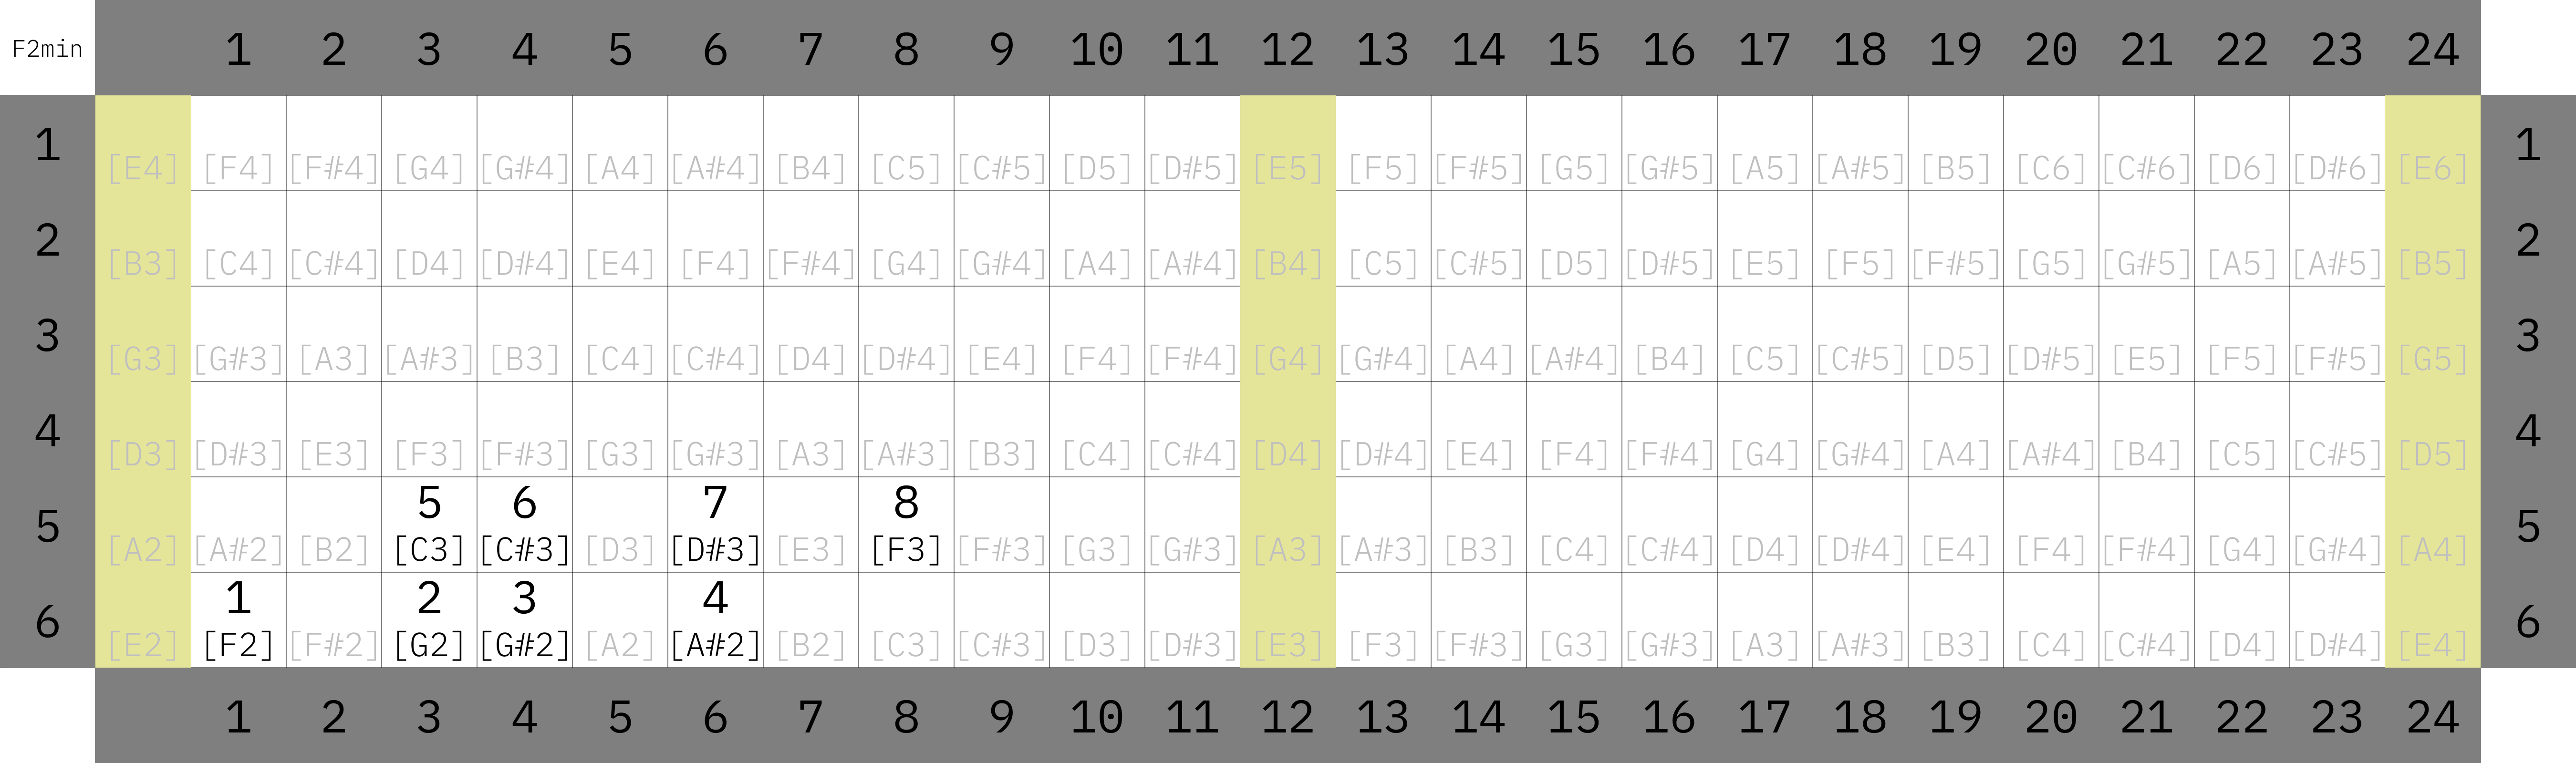 F2min 1 2 3 4 5 6 7 8 9 10 11 12 13 14 15 16 17 18 19 20 21 22 23 24
1 [E4] [F4] [F#4] [G4] [G#4] [A4] [A#4] [B4] [C5] [C#5] [D5] [D#5] [E5] [F5] [F#5] [G5] [G#5] [A5] [A#5] [B5] [C6] [C#6] [D6] [D#6] [E6] 1
2 [B3] [C4] [C#4] [D4] [D#4] [E4] [F4] [F#4] [G4] [G#4] [A4] [A#4] [B4] [C5] [C#5] [D5] [D#5] [E5] [F5] [F#5] [G5] [G#5] [A5] [A#5] [B5] 2
3 [G3] [G#3] [A3] [A#3] [B3] [C4] [C#4] [D4] [D#4] [E4] [F4] [F#4] [G4] [G#4] [A4] [A#4] [B4] [C5] [C#5] [D5] [D#5] [E5] [F5] [F#5] [G5] 3
4 [D3] [D#3] [E3] [F3] [F#3] [G3] [G#3] [A3] [A#3] [B3] [C4] [C#4] [D4] [D#4] [E4] [F4] [F#4] [G4] [G#4] [A4] [A#4] [B4] [C5] [C#5] [D5] 4
5 6 7 8
5 [A2] [A#2] [B2] [C3] [C#3] [D3] [D#3] [E3] [F3] [F#3] [G3] [G#3] [A3] [A#3] [B3] [C4] [C#4] [D4] [D#4] [E4] [F4] [F#4] [G4] [G#4] [A4] 5
1 2 3 4
6 [E2] [F2] [F#2] [G2] [G#2] [A2] [A#2] [B2] [C3] [C#3] [D3] [D#3] [E3] [F3] [F#3] [G3] [G#3] [A3] [A#3] [B3] [C4] [C#4] [D4] [D#4] [E4] 6
1 2 3 4 5 6 7 8 9 10 11 12 13 14 15 16 17 18 19 20 21 22 23 24